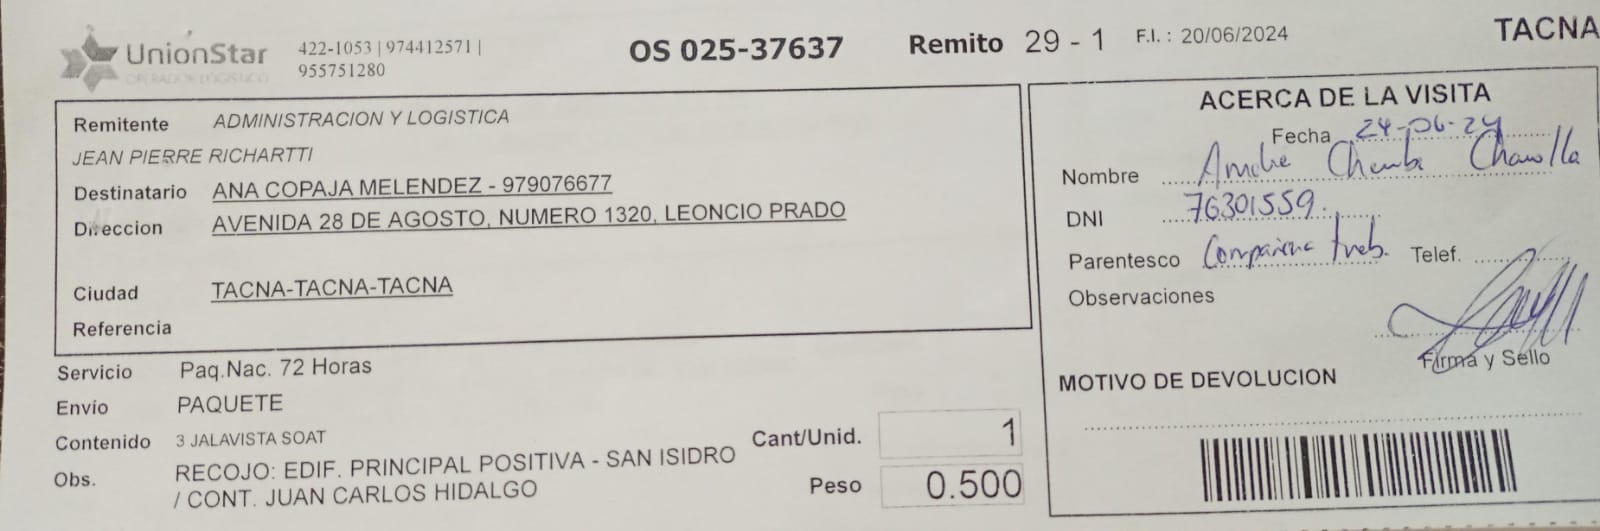 UnionStar
OPERADOR LOGISTICO
422-1053 | 974412571 |
955751280
OS 025-37637
Remito 29 - 1
F.I. : 20/06/2024
TACNA
Remitente ADMINISTRACION Y LOGISTICA
JEAN PIERRE RICHARTTI
Destinatario ANA COPAJA MELENDEZ - 979076677
Direccion AVENIDA 28 DE AGOSTO, NUMERO 1320, LEONCIO PRADO
Ciudad TACNA-TACNA-TACNA
Referencia
Servicio Paq.Nac. 72 Horas
Envío PAQUETE
Contenido 3 JALAVISTA SOAT
Obs. RECOJO: EDIF. PRINCIPAL POSITIVA - SAN ISIDRO
/ CONT. JUAN CARLOS HIDALGO
Cant/Unid. 1
Peso 0.500
ACERCA DE LA VISITA
Fecha 24-06-24
Nombre
DNI 76301559
Parentesco Telef.
Observaciones
Firma y Sello
MOTIVO DE DEVOLUCION